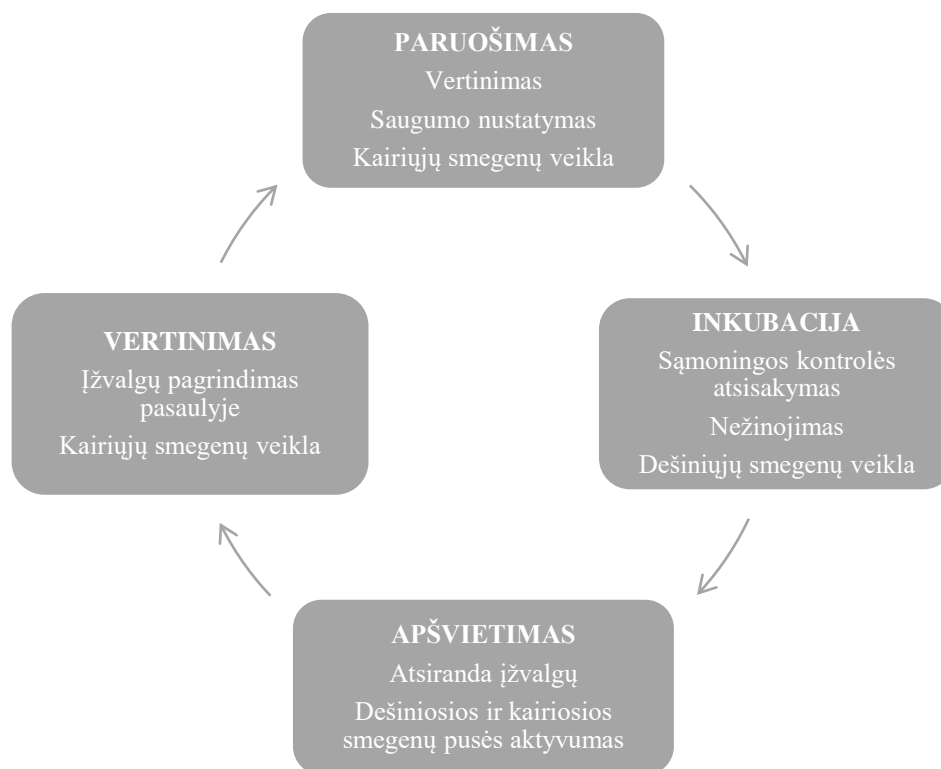 PARUOŠIMAS
Vertinimas
Saugumo nustatymas
Kairiųjų smegenų veikla
INKUBACIJA
Sąmoningos kontrolės
atsisakymas
Nežinojimas
Dešiniųjų smegenų veikla
APŠVIETIMAS
Atsiranda įžvalgų
Dešiniosios ir kairiosios
smegenų pusės aktyvumas
VERTINIMAS
Įžvalgų pagrindimas
pasaulyje
Kairiųjų smegenų veikla